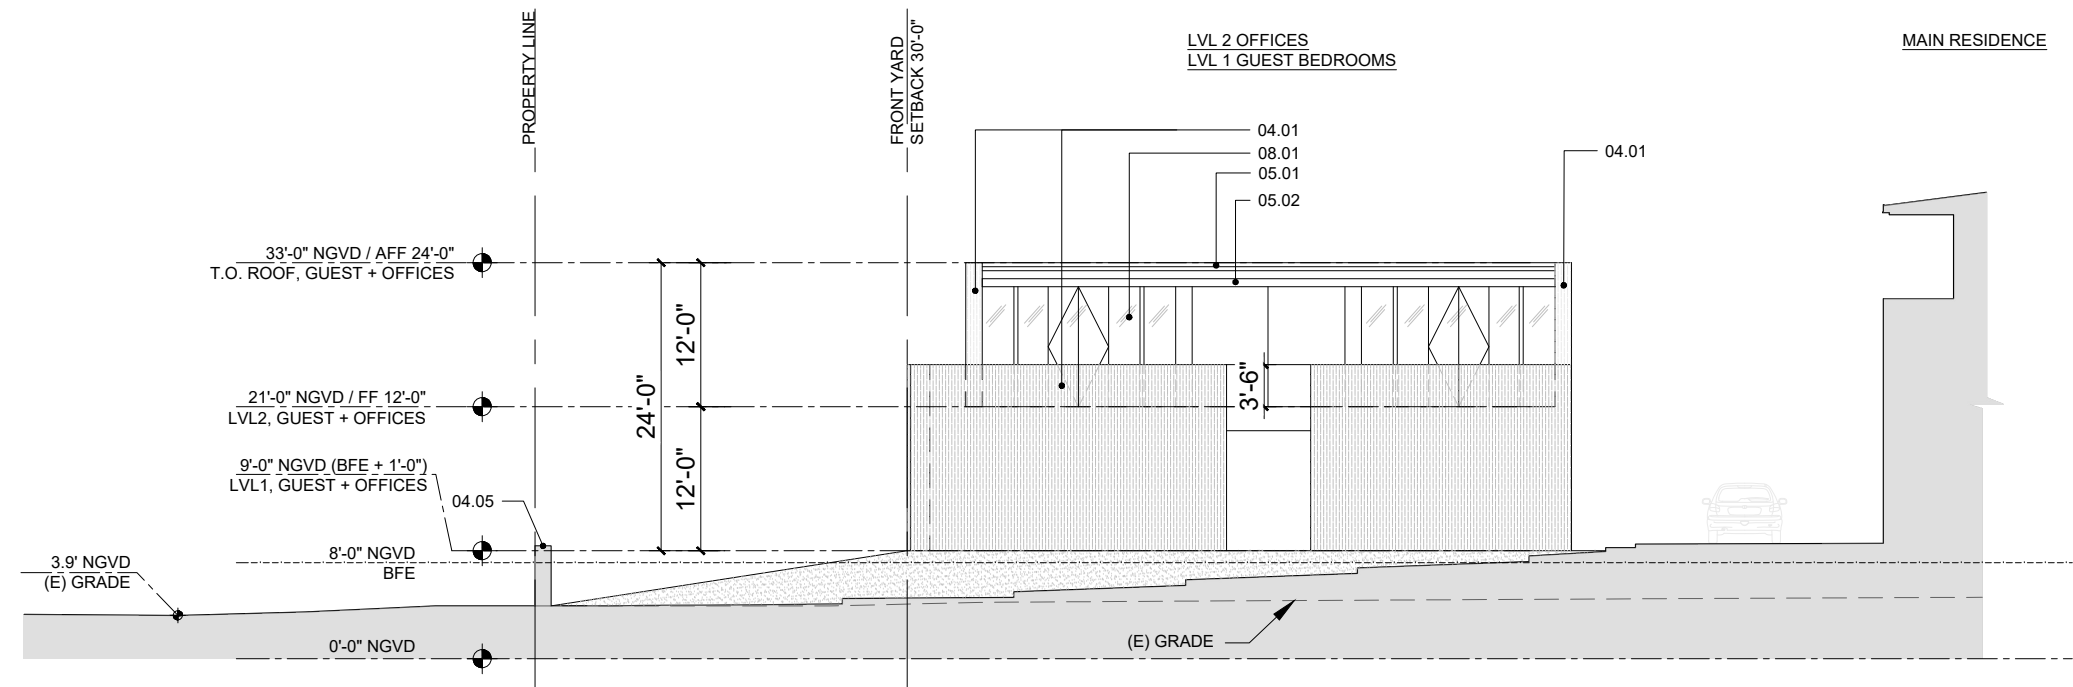 PROPERTY LINE
FRONT YARD
SETBACK 30'-0"
LVL 2 OFFICES
LVL 1 GUEST BEDROOMS
MAIN RESIDENCE
04.01
08.01
05.01
05.02
04.01
33'-0" NGVD / AFF 24'-0"
T.O. ROOF, GUEST + OFFICES
24'-0"
12'-0"
3'-6"
21'-0" NGVD / FF 12'-0"
LVL2, GUEST + OFFICES
12'-0"
9'-0" NGVD (BFE + 1'-0")
LVL1, GUEST + OFFICES
04.05
8'-0" NGVD
BFE
3.9' NGVD
(E) GRADE
(E) GRADE
0'-0" NGVD